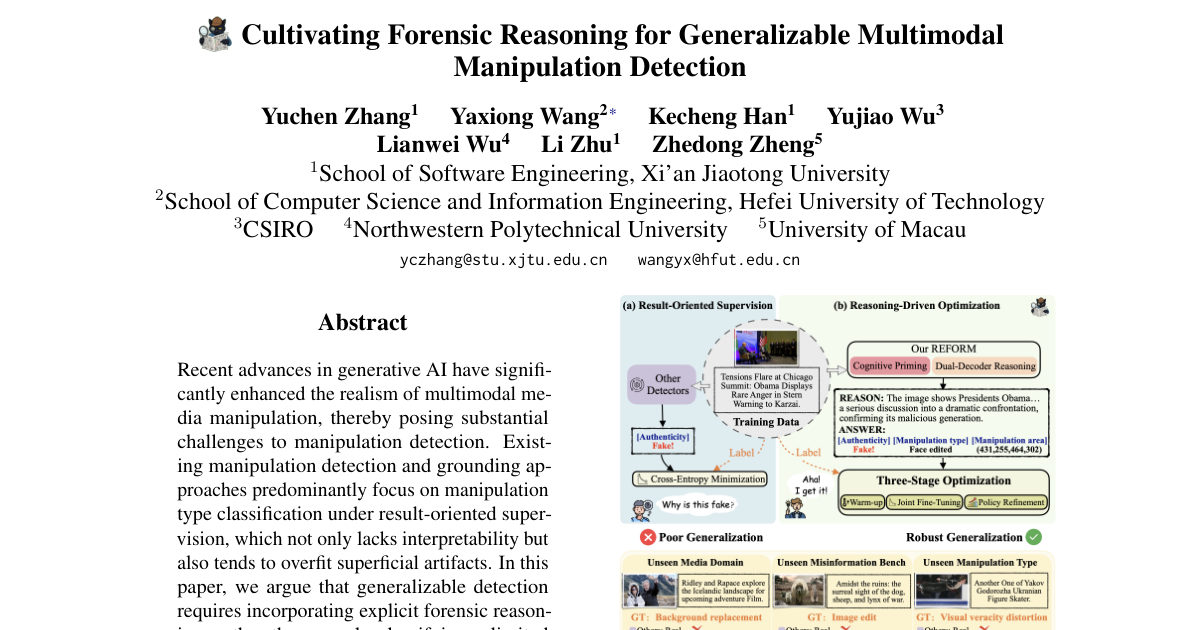 Cultivating Forensic Reasoning for Generalizable Multimodal
Manipulation Detection
Yuchen Zhang1 Yaxiong Wang2* Kecheng Han1 Yujiao Wu3
Lianwei Wu4 Li Zhu1 Zhedong Zheng5
1School of Software Engineering, Xi'an Jiaotong University
2School of Computer Science and Information Engineering, Hefei University of Technology
3CSIRO 4Northwestern Polytechnical University 5University of Macau
yczhang@stu.xjtu.edu.cn wangyx@hfut.edu.cn
Abstract
Recent advances in generative AI have signifi-
cantly enhanced the realism of multimodal me-
dia manipulation, thereby posing substantial
challenges to manipulation detection. Exist-
ing manipulation detection and grounding ap-
proaches predominantly focus on manipulation
type classification under result-oriented super-
vision, which not only lacks interpretability but
also tends to overfit superficial artifacts. In this
paper, we argue that generalizable detection
requires incorporating explicit forensic reason-
(a) Result-Oriented Supervision
(b) Reasoning-Driven Optimization
Other
Detectors
Tensions Flare at Chicago
Summit: Obama Displays
Rare Anger in Stern
Warning to Karzai.
Training Data
[Authenticity]
Fake!
Label
Cross-Entropy Minimization
Why is this fake?
Our REFORM
Cognitive Priming Dual-Decoder Reasoning
REASON: The image shows Presidents Obama…
a serious discussion into a dramatic confrontation,
confirming its malicious generation.
ANSWER:
[Authenticity] [Manipulation type] [Manipulation area]
Fake! Face edited (431,255,464,302)
Label
Aha!
I get it!
Three-Stage Optimization
Warm-up Joint Fine-Tuning Policy Refinement
Poor Generalization
Robust Generalization
Unseen Media Domain
Unseen Misinformation Bench
Unseen Manipulation Type
Ridley and Rapace explore
the Icelandic landscape for
upcoming adventure Film.
Amidst the ruins: the
surreal sight of the dog,
sheep, and lynx of war.
Another One of Yakov
Godorozha Ukranian
Figure Skater.
GT: Background replacement
GT: Image edit
GT: Visual veracity distortion